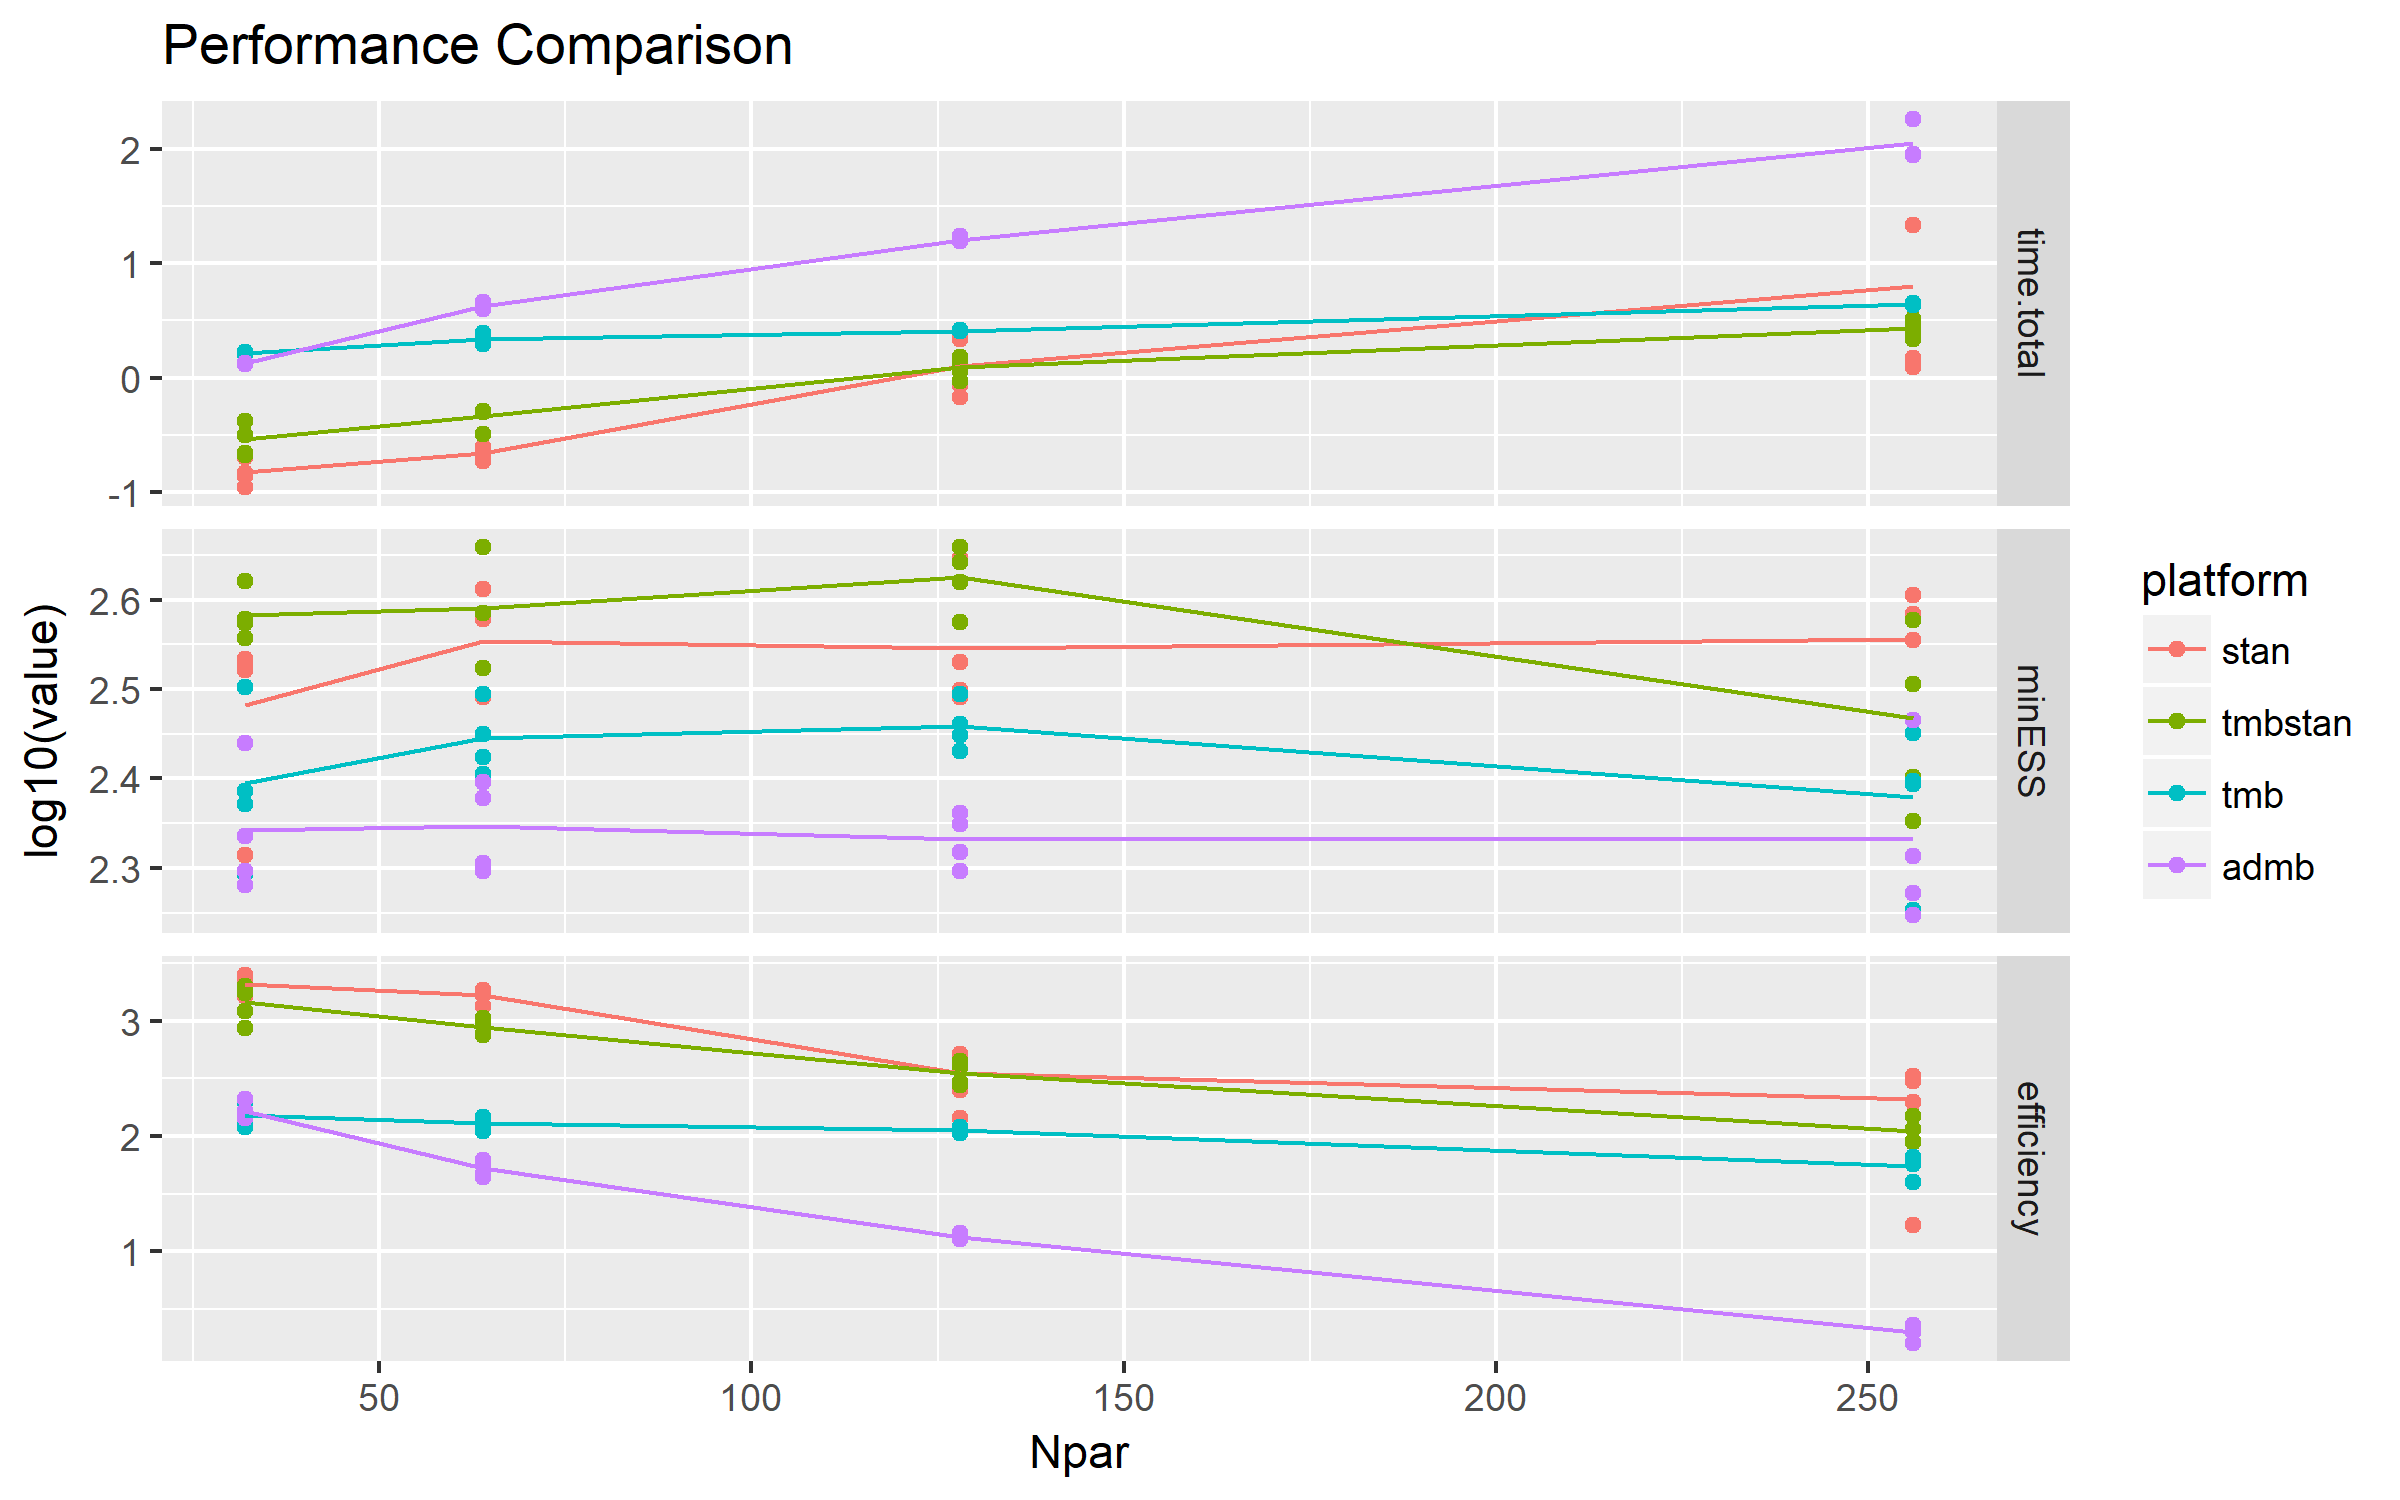 Performance Comparison
2
1
0
-1
time.total
2.6
2.5
2.4
2.3
minESS
3
2
1
efficiency
log10(value)
50 100 150 200 250
Npar
platform
stan
tmbstan
tmb
admb